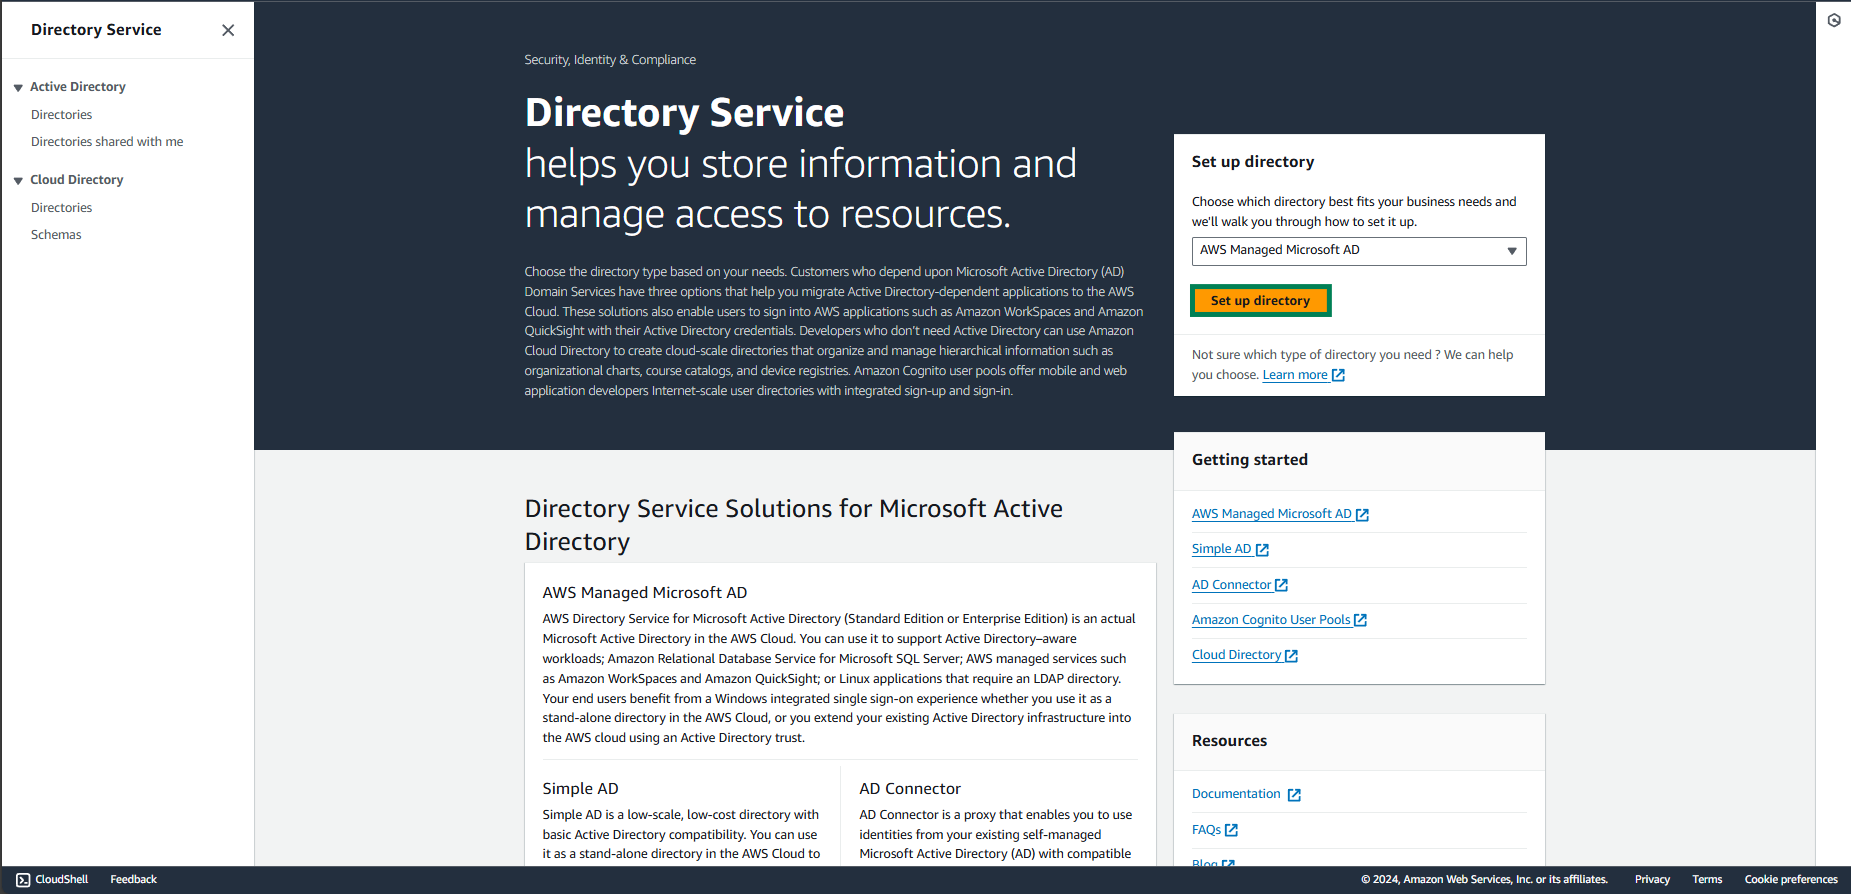 Directory Service
Active Directory
Directories
Directories shared with me
Cloud Directory
Directories
Schemas
Security, Identity & Compliance
Directory Service
helps you store information and
manage access to resources.
Choose the directory type based on your needs. Customers who depend upon Microsoft Active Directory (AD)
Domain Services have three options that help you migrate Active Directory-dependent applications to the AWS
Cloud. These solutions also enable users to sign into AWS applications such as Amazon WorkSpaces and Amazon
QuickSight with their Active Directory credentials. Developers who don't need Active Directory can use Amazon
Cloud Directory to create cloud-scale directories that organize and manage hierarchical information such as
organizational charts, course catalogs, and device registries. Amazon Cognito user pools offer mobile and web
application developers Internet-scale user directories with integrated sign-up and sign-in.
Set up directory
Choose which directory best fits your business needs and
we'll walk you through how to set it up.
AWS Managed Microsoft AD
Set up directory
Not sure which type of directory you need ? We can help
you choose. Learn more
Directory Service Solutions for Microsoft Active
Directory
AWS Managed Microsoft AD
AWS Directory Service for Microsoft Active Directory (Standard Edition or Enterprise Edition) is an actual
Microsoft Active Directory in the AWS Cloud. You can use it to support Active Directory–aware
workloads; Amazon Relational Database Service for Microsoft SQL Server; AWS managed services such
as Amazon WorkSpaces and Amazon QuickSight; or Linux applications that require an LDAP directory.
Your end users benefit from a Windows integrated single sign-on experience whether you use it as a
stand-alone directory in the AWS Cloud, or you extend your existing Active Directory infrastructure into
the AWS cloud using an Active Directory trust.
Simple AD
Simple AD is a low-scale, low-cost directory with
basic Active Directory compatibility. You can use
it as a stand-alone directory in the AWS Cloud to
AD Connector
AD Connector is a proxy that enables you to use
identities from your existing self-managed
Microsoft Active Directory (AD) with compatible
Getting started
AWS Managed Microsoft AD
Simple AD
AD Connector
Amazon Cognito User Pools
Cloud Directory
Resources
Documentation
FAQs
Blog
CloudShell
Feedback
© 2024, Amazon Web Services, Inc. or its affiliates.
Privacy
Terms
Cookie preferences